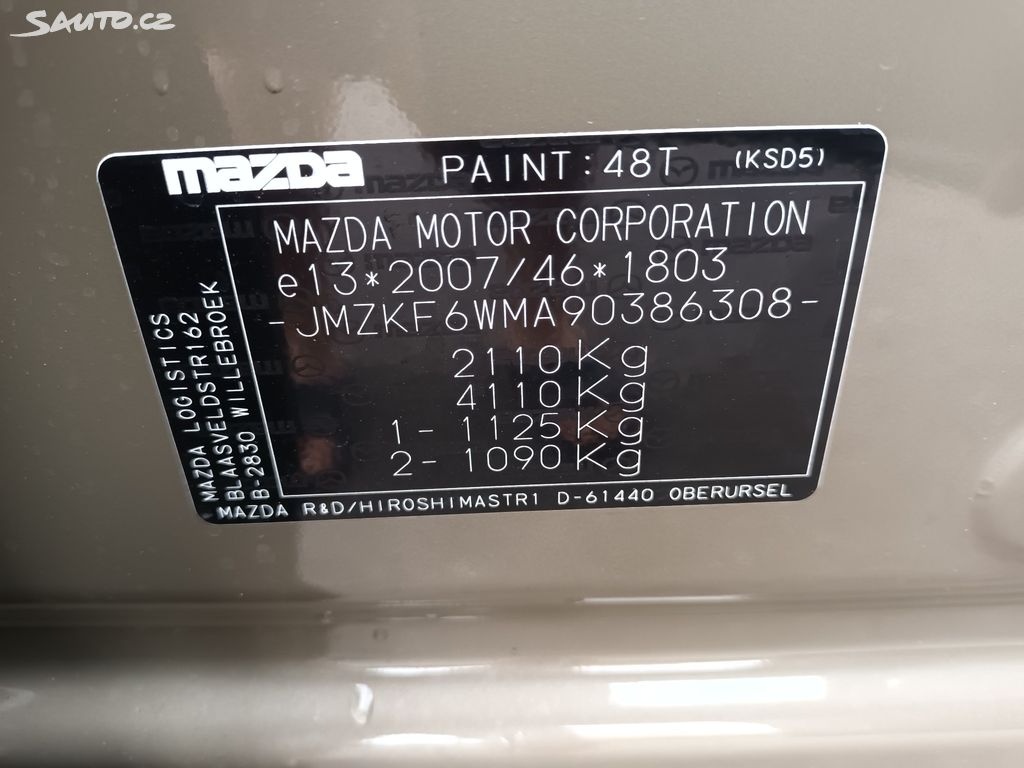 SAUTO.CZ
mazda PAINT:48T (KSD5)
MAZDA MOTOR CORPORATION
e13*2007/46*1803
-JMZKF6WMA90386308-
2110Kg
4110Kg
1- 1125Kg
2- 1090Kg
MAZDA LOGISTICS
BLAASVELDSTR162
B-2830 WILLEBROEK
MAZDA R&D/HIROSHIMASTR1 D-61440 OBERURSEL